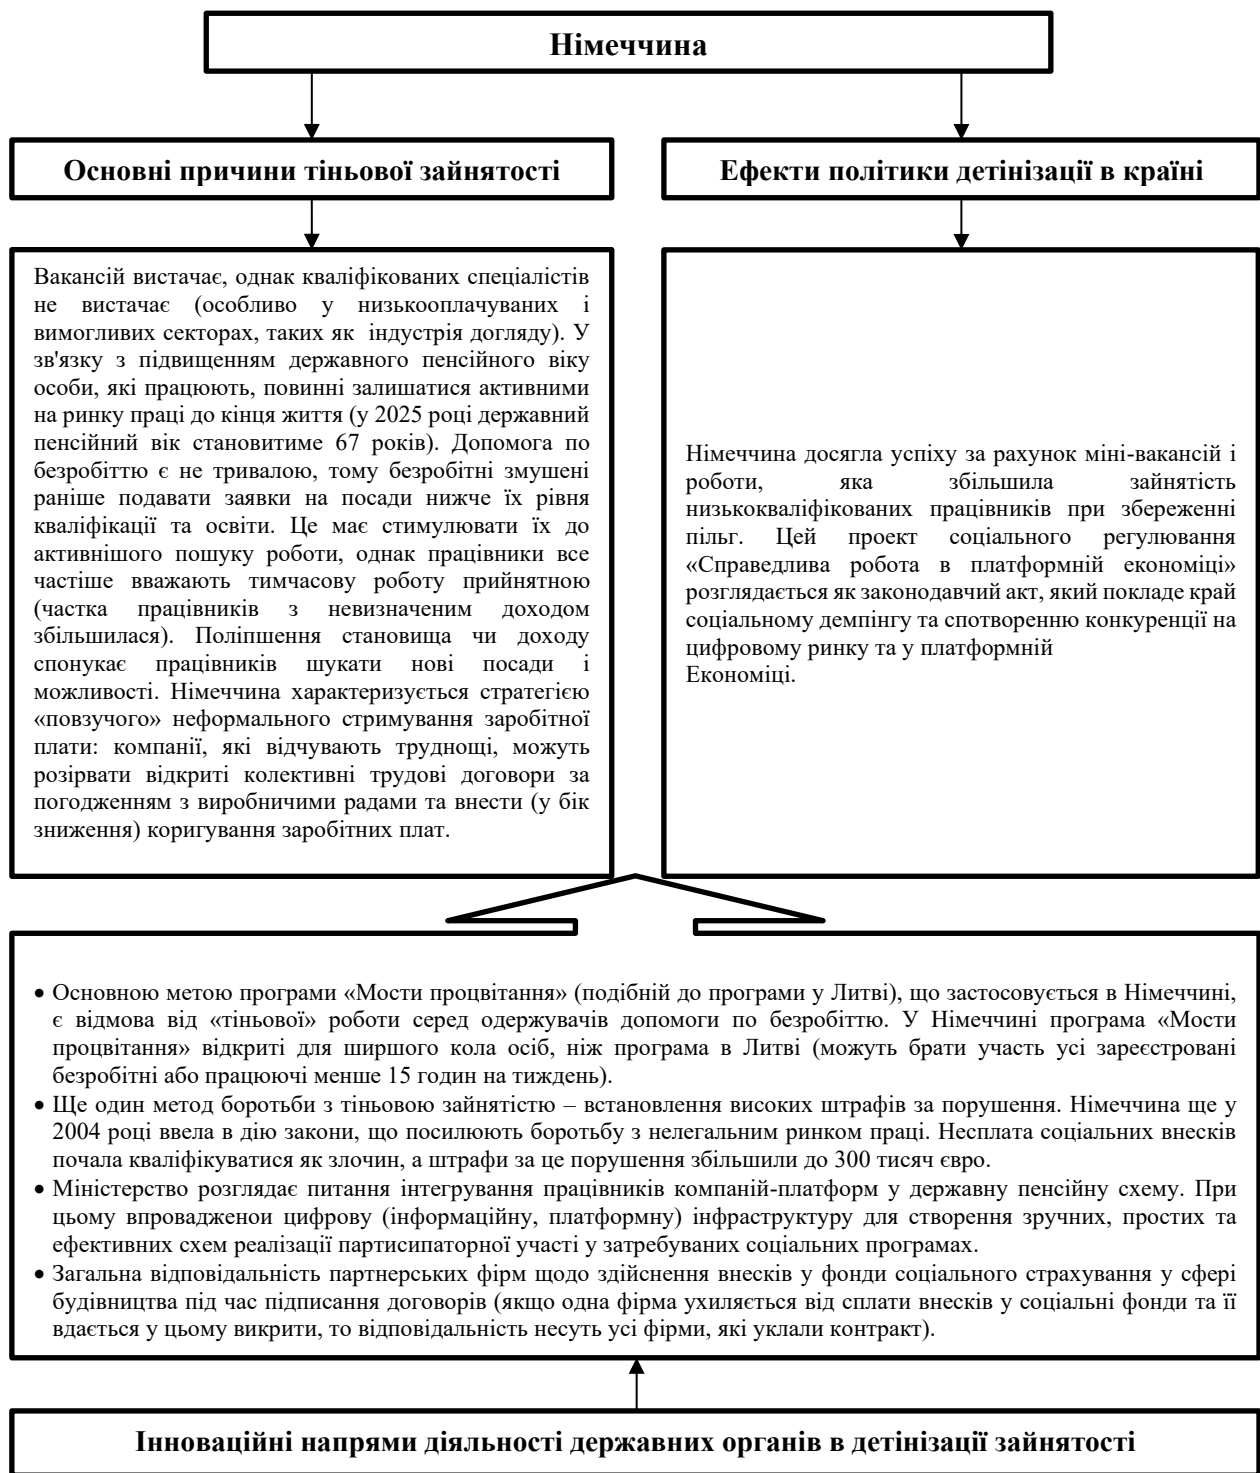 Німеччина
Основні причини тіньової зайнятості
Ефекти політики детінізації в країні
Вакансій вистачає, однак кваліфікованих спеціалістів
не вистачає (особливо у низькооплачуваних і
вимогливих секторах, таких як індустрія догляду). У
зв'язку з підвищенням державного пенсійного віку
особи, які працюють, повинні залишатися активними
на ринку праці до кінця життя (у 2025 році державний
пенсійний вік становитиме 67 років). Допомога по
безробіттю є не тривалою, тому безробітні змушені
раніше подавати заявки на посади нижче їх рівня
кваліфікації та освіти. Це має стимулювати їх до
активнішого пошуку роботи, однак працівники все
частіше вважають тимчасову роботу прийнятною
(частка працівників з невизначеним доходом
збільшилася). Поліпшення становища чи доходу
спонукає працівників шукати нові посади і
можливості. Німеччина характеризується стратегією
«повзучого» неформального стримування заробітної
плати: компанії, які відчувають труднощі, можуть
розірвати відкриті колективні трудові договори за
погодженням з виробничими радами та внести (у бік
зниження) коригування заробітних плат.
Німеччина досягла успіху за рахунок міні-вакансій і
роботи, яка збільшила зайнятість
низькокваліфікованих працівників при збереженні
пільг. Цей проект соціального регулювання
«Справедлива робота в платформній економіці»
розглядається як законодавчий акт, який покладе край
соціальному демпінгу та спотворенню конкуренції на
цифровому ринку та у платформній
Економіці.
• Основною метою програми «Мости процвітання» (подібній до програми у Литві), що застосовується в Німеччині,
є відмова від «тіньової» роботи серед одержувачів допомоги по безробіттю. У Німеччині програма «Мости
процвітання» відкриті для ширшого кола осіб, ніж програма в Литві (можуть брати участь усі зареєстровані
безробітні або працюючі менше 15 годин на тиждень).
• Ще один метод боротьби з тіньовою зайнятістю – встановлення високих штрафів за порушення. Німеччина ще у
2004 році ввела в дію закони, що посилюють боротьбу з нелегальним ринком праці. Несплата соціальних внесків
почала кваліфікуватися як злочин, а штрафи за це порушення збільшили до 300 тисяч євро.
• Міністерство розглядає питання інтегрування працівників компаній-платформ у державну пенсійну схему. При
цьому впровадженои цифрову (інформаційну, платформну) інфраструктуру для створення зручних, простих та
ефективних схем реалізації партисипаторної участі у затребуваних соціальних програмах.
• Загальна відповідальність партнерських фірм щодо здійснення внесків у фонди соціального страхування у сфері
будівництва під час підписання договорів (якщо одна фірма ухиляється від сплати внесків у соціальні фонди та її
вдається у цьому викрити, то відповідальність несуть усі фірми, які уклали контракт).
Інноваційні напрями діяльності державних органів в детінізації зайнятості